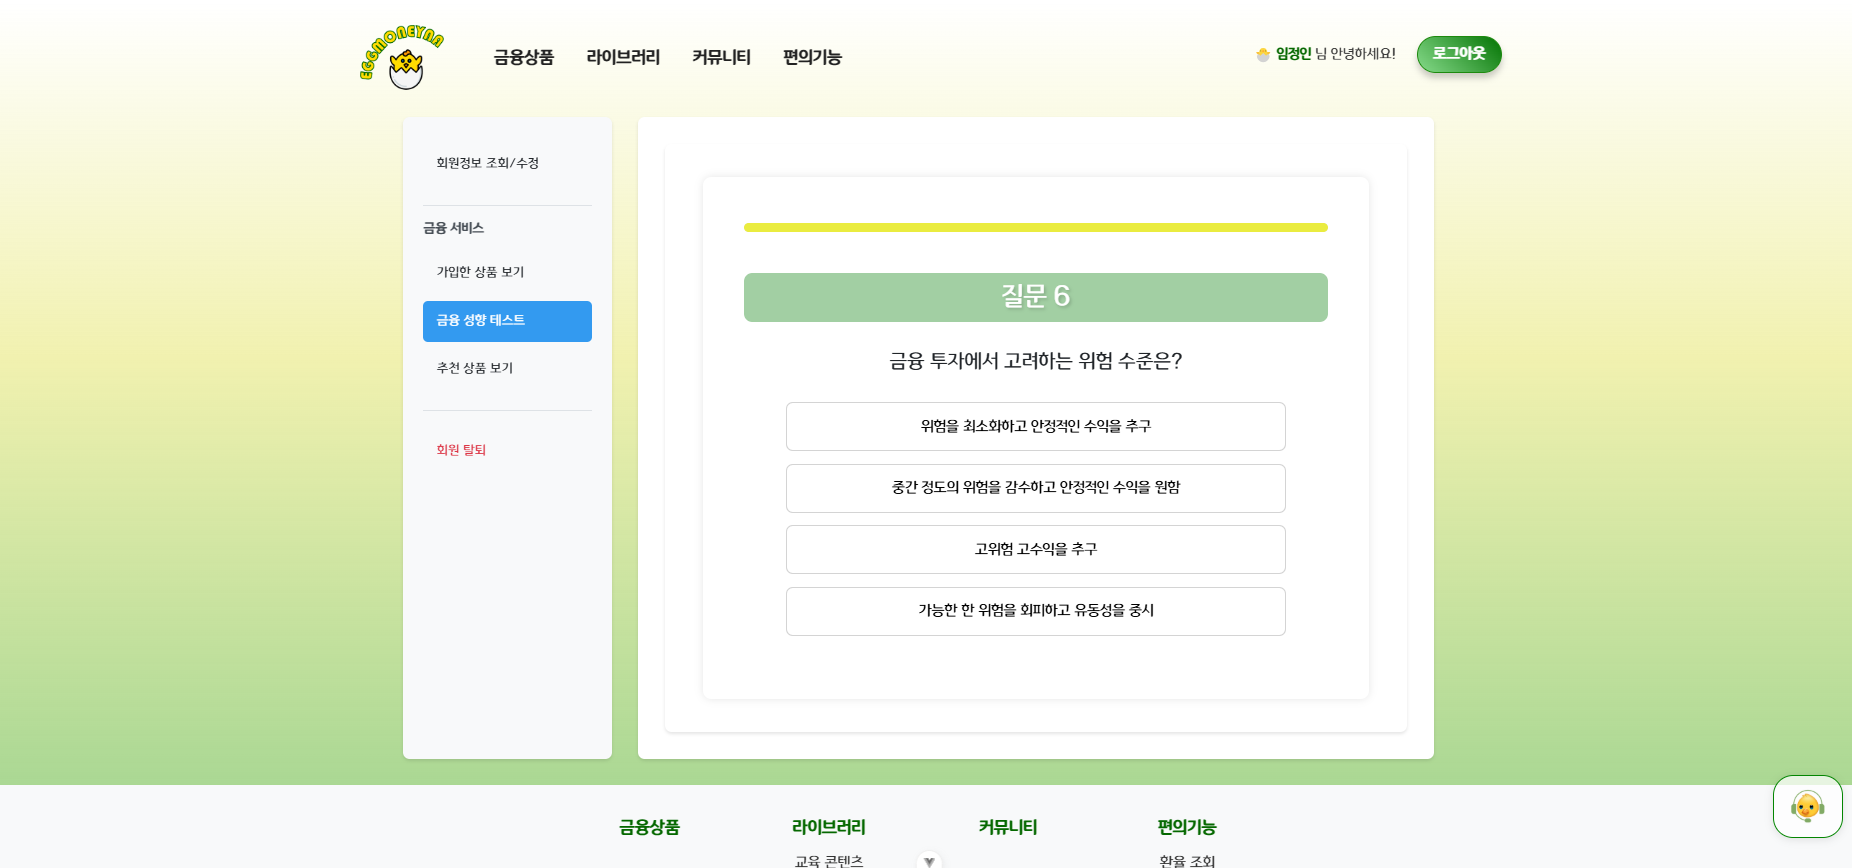 EGGMONEYNA
금융상품
라이브러리
커뮤니티
편의기능
임정인 님 안녕하세요!
로그아웃
회원정보 조회/수정
금융 서비스
가입한 상품 보기
금융 성향 테스트
추천 상품 보기
회원 탈퇴
질문 6
금융 투자에서 고려하는 위험 수준은?
위험을 최소화하고 안정적인 수익을 추구
중간 정도의 위험을 감수하고 안정적인 수익을 원함
고위험 고수익을 추구
가능한 한 위험을 회피하고 유동성을 중시
금융상품
라이브러리
커뮤니티
편의기능
교육 콘텐츠
환율 조회